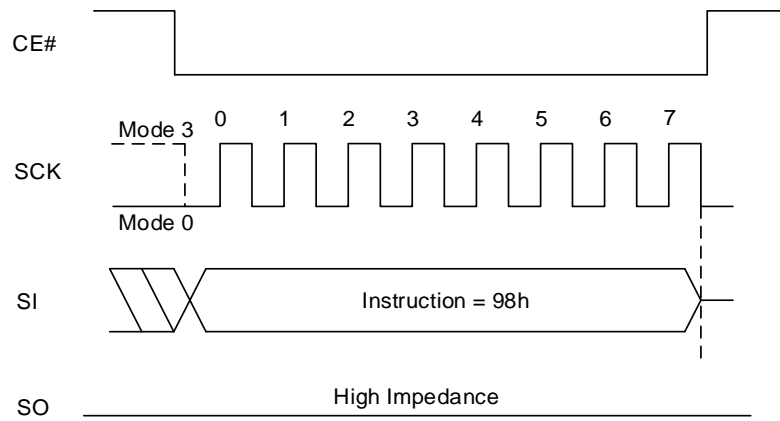 CE#
SCK
Mode 3
0 1 2 3 4 5 6 7
Mode 0
SI
Instruction = 98h
SO
High Impedance